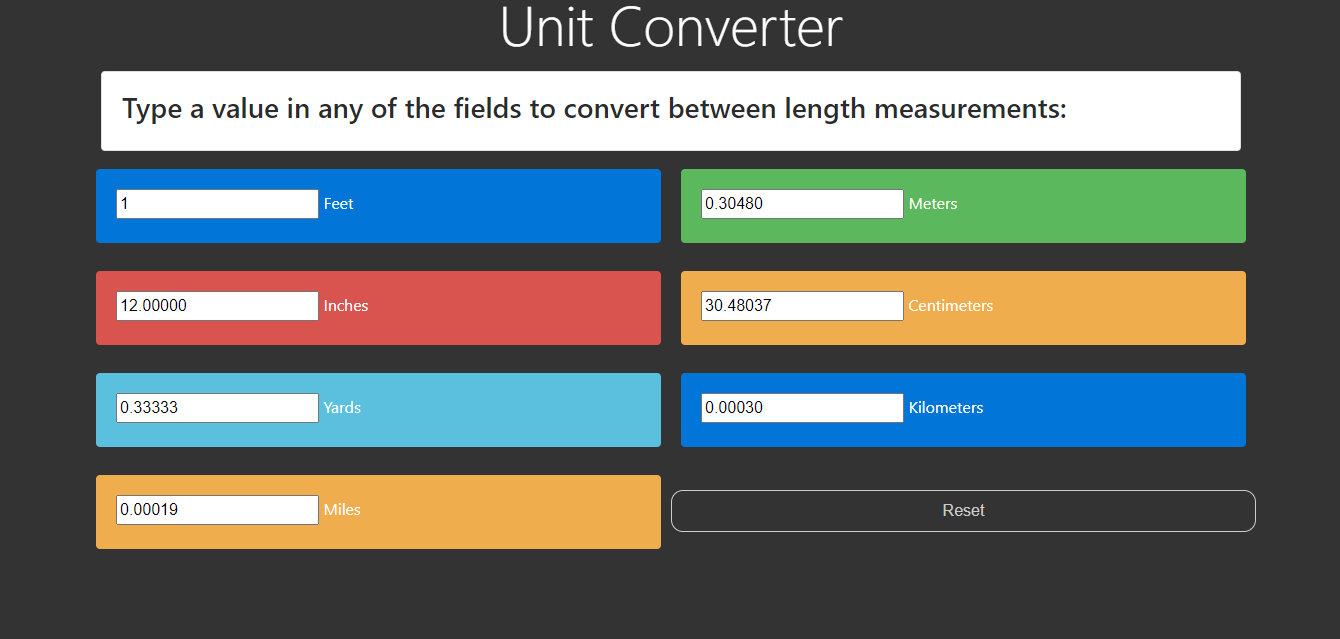 Unit Converter
Type a value in any of the fields to convert between length measurements:
1 Feet
0.30480 Meters
12.00000 Inches
30.48037 Centimeters
0.33333 Yards
0.00030 Kilometers
0.00019 Miles
Reset